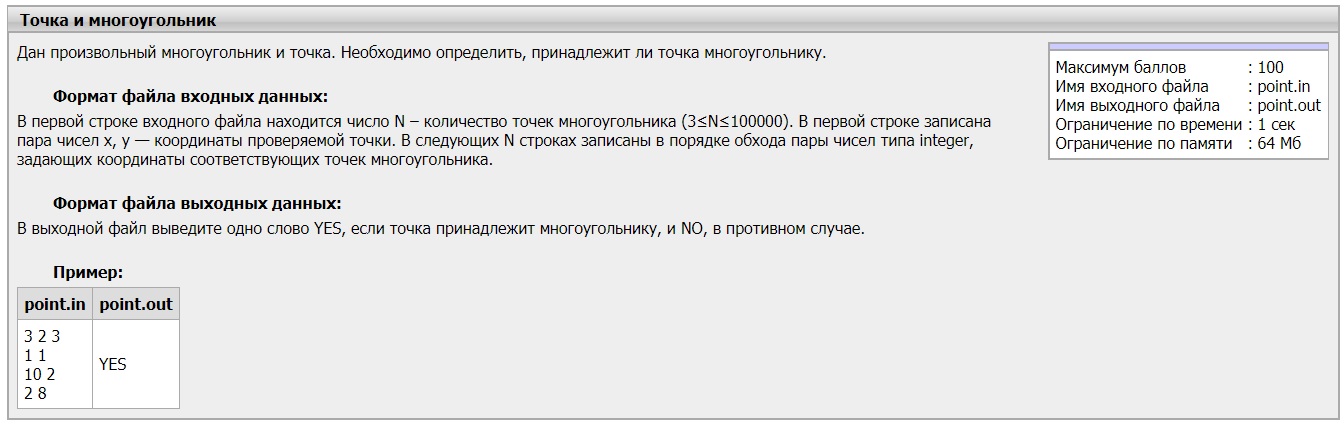 Точка и многоугольник
Дан произвольный многоугольник и точка. Необходимо определить, принадлежит ли точка многоугольнику.
Максимум баллов : 100
Имя входного файла : point.in
Имя выходного файла : point.out
Ограничение по времени : 1 сек
Ограничение по памяти : 64 Мб
Формат файла входных данных:
В первой строке входного файла находится число N – количество точек многоугольника (3≤N≤100000). В первой строке записана
пара чисел x, y — координаты проверяемой точки. В следующих N строках записаны в порядке обхода пары чисел типа integer,
задающих координаты соответствующих точек многоугольника.
Формат файла выходных данных:
В выходной файл выведите одно слово YES, если точка принадлежит многоугольнику, и NO, в противном случае.
Пример:
point.in point.out
3 2 3
1 1
10 2
2 8
YES